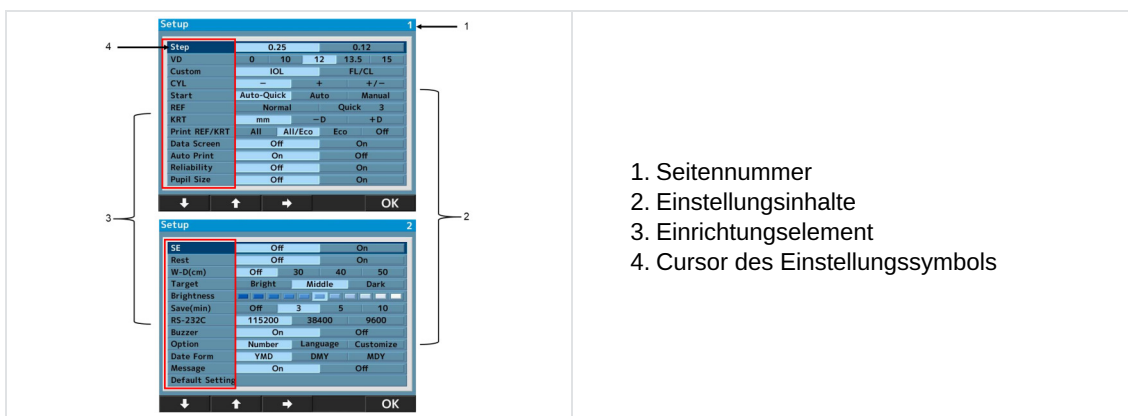 Setup 1
1
4
Step 0.25 0.12
VD 0 10 12 13.5 15
Custom IOL FL/CL
CYL − + +/−
Start Auto-Quick Auto Manual
REF Normal Quick 3
KRT mm −D +D
Print REF/KRT All All/Eco Eco Off
Data Screen Off On
Auto Print On Off
Reliability Off On
Pupil Size Off On
OK
3
2
Setup 2
SE Off On
Rest Off On
W-D(cm) Off 30 40 50
Target Bright Middle Dark
Brightness
Save(min) Off 3 5 10
RS-232C 115200 38400 9600
Buzzer On Off
Option Number Language Customize
Date Form YMD DMY MDY
Message On Off
Default Setting
OK
1. Seitennummer
2. Einstellungsinhalte
3. Einrichtungselement
4. Cursor des Einstellungssymbols